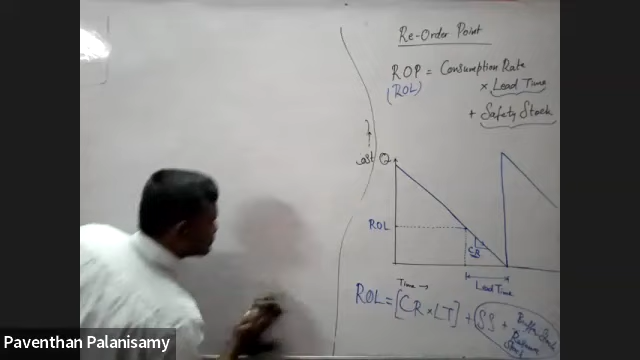 Re-Order Point
ROP = Consumption Rate
(ROL)
× Lead Time
+ Safety Stock
Q
ROL
CR
Time →
Lead Time
ROL = [CR × LT] + (SS + Buffer Stock
Paventhan Palanisamy